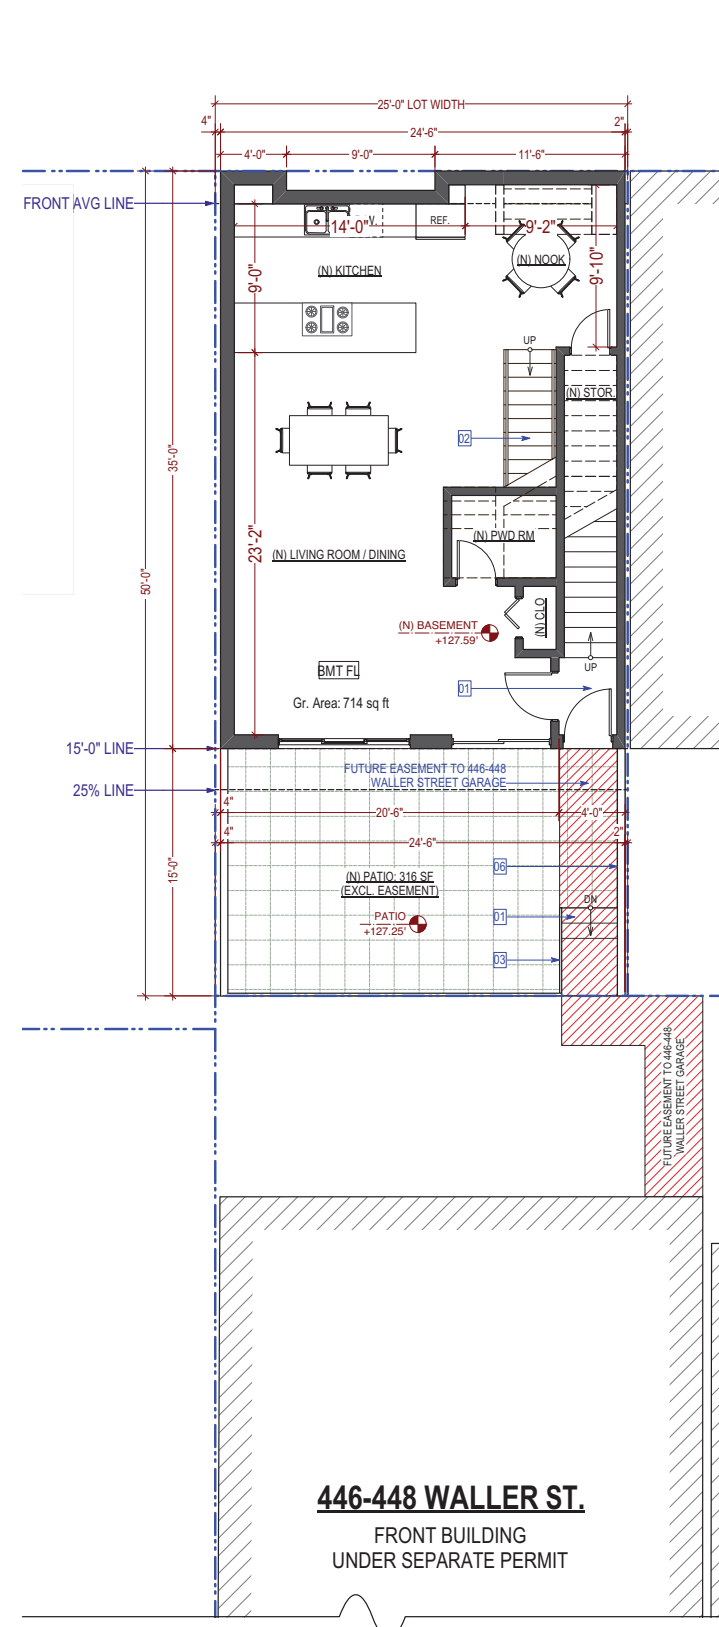 25'-0" LOT WIDTH
4"
2"
24'-6"
4'-0"
9'-0"
11'-6"
FRONT AVG LINE
REF.
14'-0"
9'-2"
(N) NOOK
9'-10"
(N) KITCHEN
9'-0"
UP
(N) STOR.
02
35'-0"
50'-0"
(N) PWD RM
23'-2"
(N) LIVING ROOM / DINING
(N) CLO
(N) BASEMENT
+127.59'
UP
BMT FL
01
Gr. Area: 714 sq ft
15'-0" LINE
FUTURE EASEMENT TO 446-448
WALLER STREET GARAGE
25% LINE
4"
20'-6"
4'-0"
4"
2"
24'-6"
15'-0"
06
(N) PATIO: 316 SF
(EXCL. EASEMENT)
DN
PATIO
+127.25'
01
03
FUTURE EASEMENT TO 446-448
WALLER STREET GARAGE
446-448 WALLER ST.
FRONT BUILDING
UNDER SEPARATE PERMIT